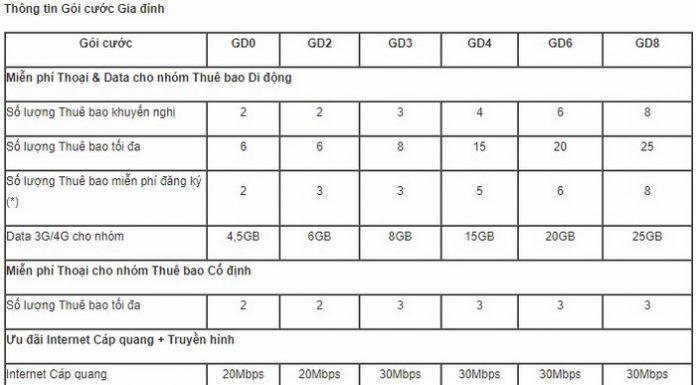 Thông tin Gói cước Gia đình
Gói cước GD0 GD2 GD3 GD4 GD6 GD8
Miễn phí Thoại & Data cho nhóm Thuê bao Di động
Số lượng Thuê bao khuyến nghị 2 2 3 4 6 8
Số lượng Thuê bao tối đa 6 6 8 15 20 25
Số lượng Thuê bao miễn phí đăng ký
(*) 2 3 3 5 6 8
Data 3G/4G cho nhóm 4,5GB 6GB 8GB 15GB 20GB 25GB
Miễn phí Thoại cho nhóm Thuê bao Cố định
Số lượng Thuê bao tối đa 2 2 3 3 3 3
Ưu đãi Internet Cáp quang + Truyền hình
Internet Cáp quang 20Mbps 20Mbps 30Mbps 30Mbps 30Mbps 30Mbps